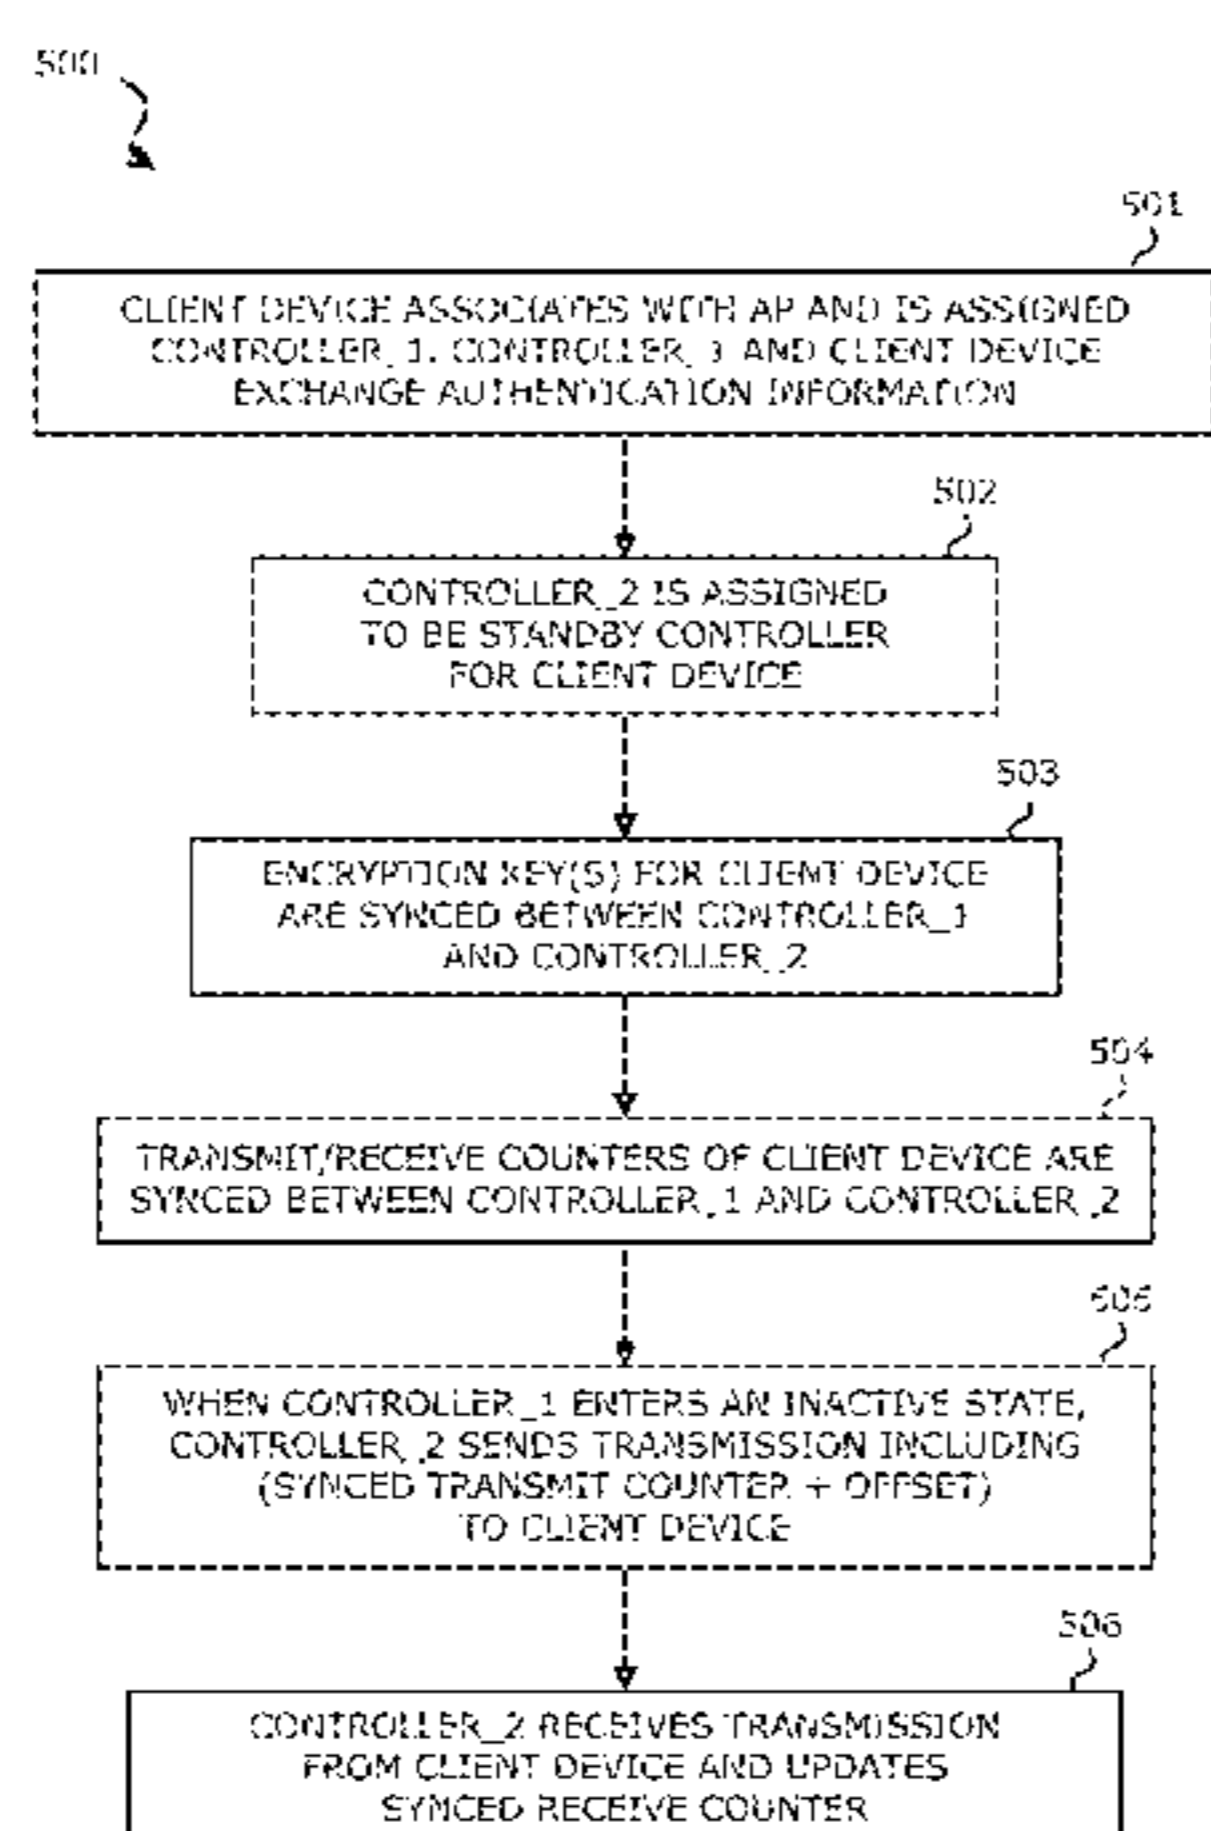 500
501
CLIENT DEVICE ASSOCIATES WITH AP AND IS ASSIGNED
CONTROLLER_1. CONTROLLER_1 AND CLIENT DEVICE
EXCHANGE AUTHENTICATION INFORMATION
502
CONTROLLER_2 IS ASSIGNED
TO BE STANDBY CONTROLLER
FOR CLIENT DEVICE
503
ENCRYPTION KEY(S) FOR CLIENT DEVICE
ARE SYNCED BETWEEN CONTROLLER_1
AND CONTROLLER_2
504
TRANSMIT/RECEIVE COUNTERS OF CLIENT DEVICE ARE
SYNCED BETWEEN CONTROLLER_1 AND CONTROLLER_2
505
WHEN CONTROLLER_1 ENTERS AN INACTIVE STATE,
CONTROLLER_2 SENDS TRANSMISSION INCLUDING
(SYNCED TRANSMIT COUNTER + OFFSET)
TO CLIENT DEVICE
506
CONTROLLER_2 RECEIVES TRANSMISSION
FROM CLIENT DEVICE AND UPDATES
SYNCED RECEIVE COUNTER